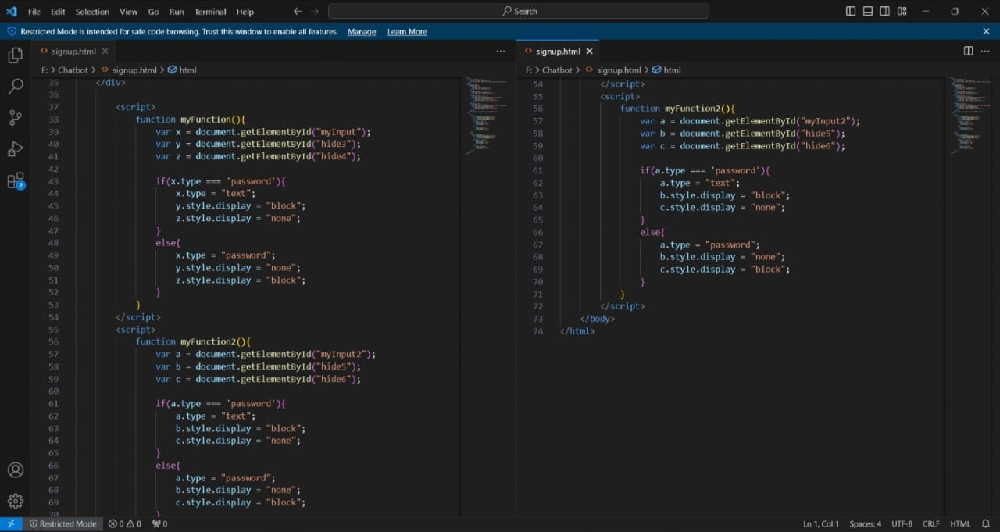 File Edit Selection View Go Run Terminal Help
Search
Restricted Mode is intended for safe code browsing. Trust this window to enable all features. Manage Learn More
signup.html
F: > Chatbot > signup.html > html
35 </div>
36
37 <script>
38 function myFunction(){
39 var x = document.getElementById("myInput");
40 var y = document.getElementById("hide3");
41 var z = document.getElementById("hide4");
42
43 if(x.type === 'password'){
44 x.type = "text";
45 y.style.display = "block";
46 z.style.display = "none";
47 }
48 else{
49 x.type = "password";
50 y.style.display = "none";
51 z.style.display = "block";
52 }
53 }
54 </script>
55 <script>
56 function myFunction2(){
57 var a = document.getElementById("myInput2");
58 var b = document.getElementById("hide5");
59 var c = document.getElementById("hide6");
60
61 if(a.type === 'password'){
62 a.type = "text";
63 b.style.display = "block";
64 c.style.display = "none";
65 }
66 else{
67 a.type = "password";
68 b.style.display = "none";
69 c.style.display = "block";
70 }
signup.html
F: > Chatbot > signup.html > html
54 </script>
55 <script>
56 function myFunction2(){
57 var a = document.getElementById("myInput2");
58 var b = document.getElementById("hide5");
59 var c = document.getElementById("hide6");
60
61 if(a.type === 'password'){
62 a.type = "text";
63 b.style.display = "block";
64 c.style.display = "none";
65 }
66 else{
67 a.type = "password";
68 b.style.display = "none";
69 c.style.display = "block";
70 }
71 }
72 </script>
73 </body>
74 </html>
2
Restricted Mode 0 0 0 Ln 1, Col 1 Spaces: 4 UTF-8 CRLF HTML